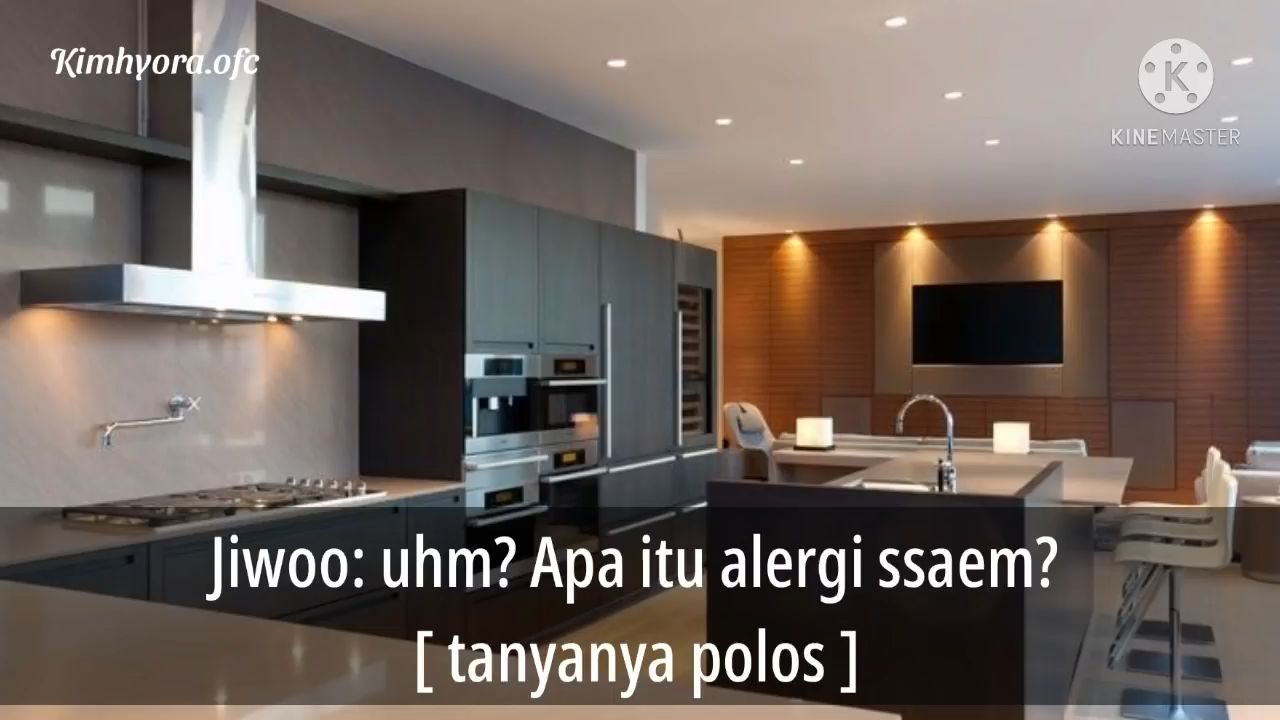 Kimhyora.ofc
K
KINEMASTER
Jiwoo: uhm? Apa itu alergi ssaem?
[ tanyanya polos ]